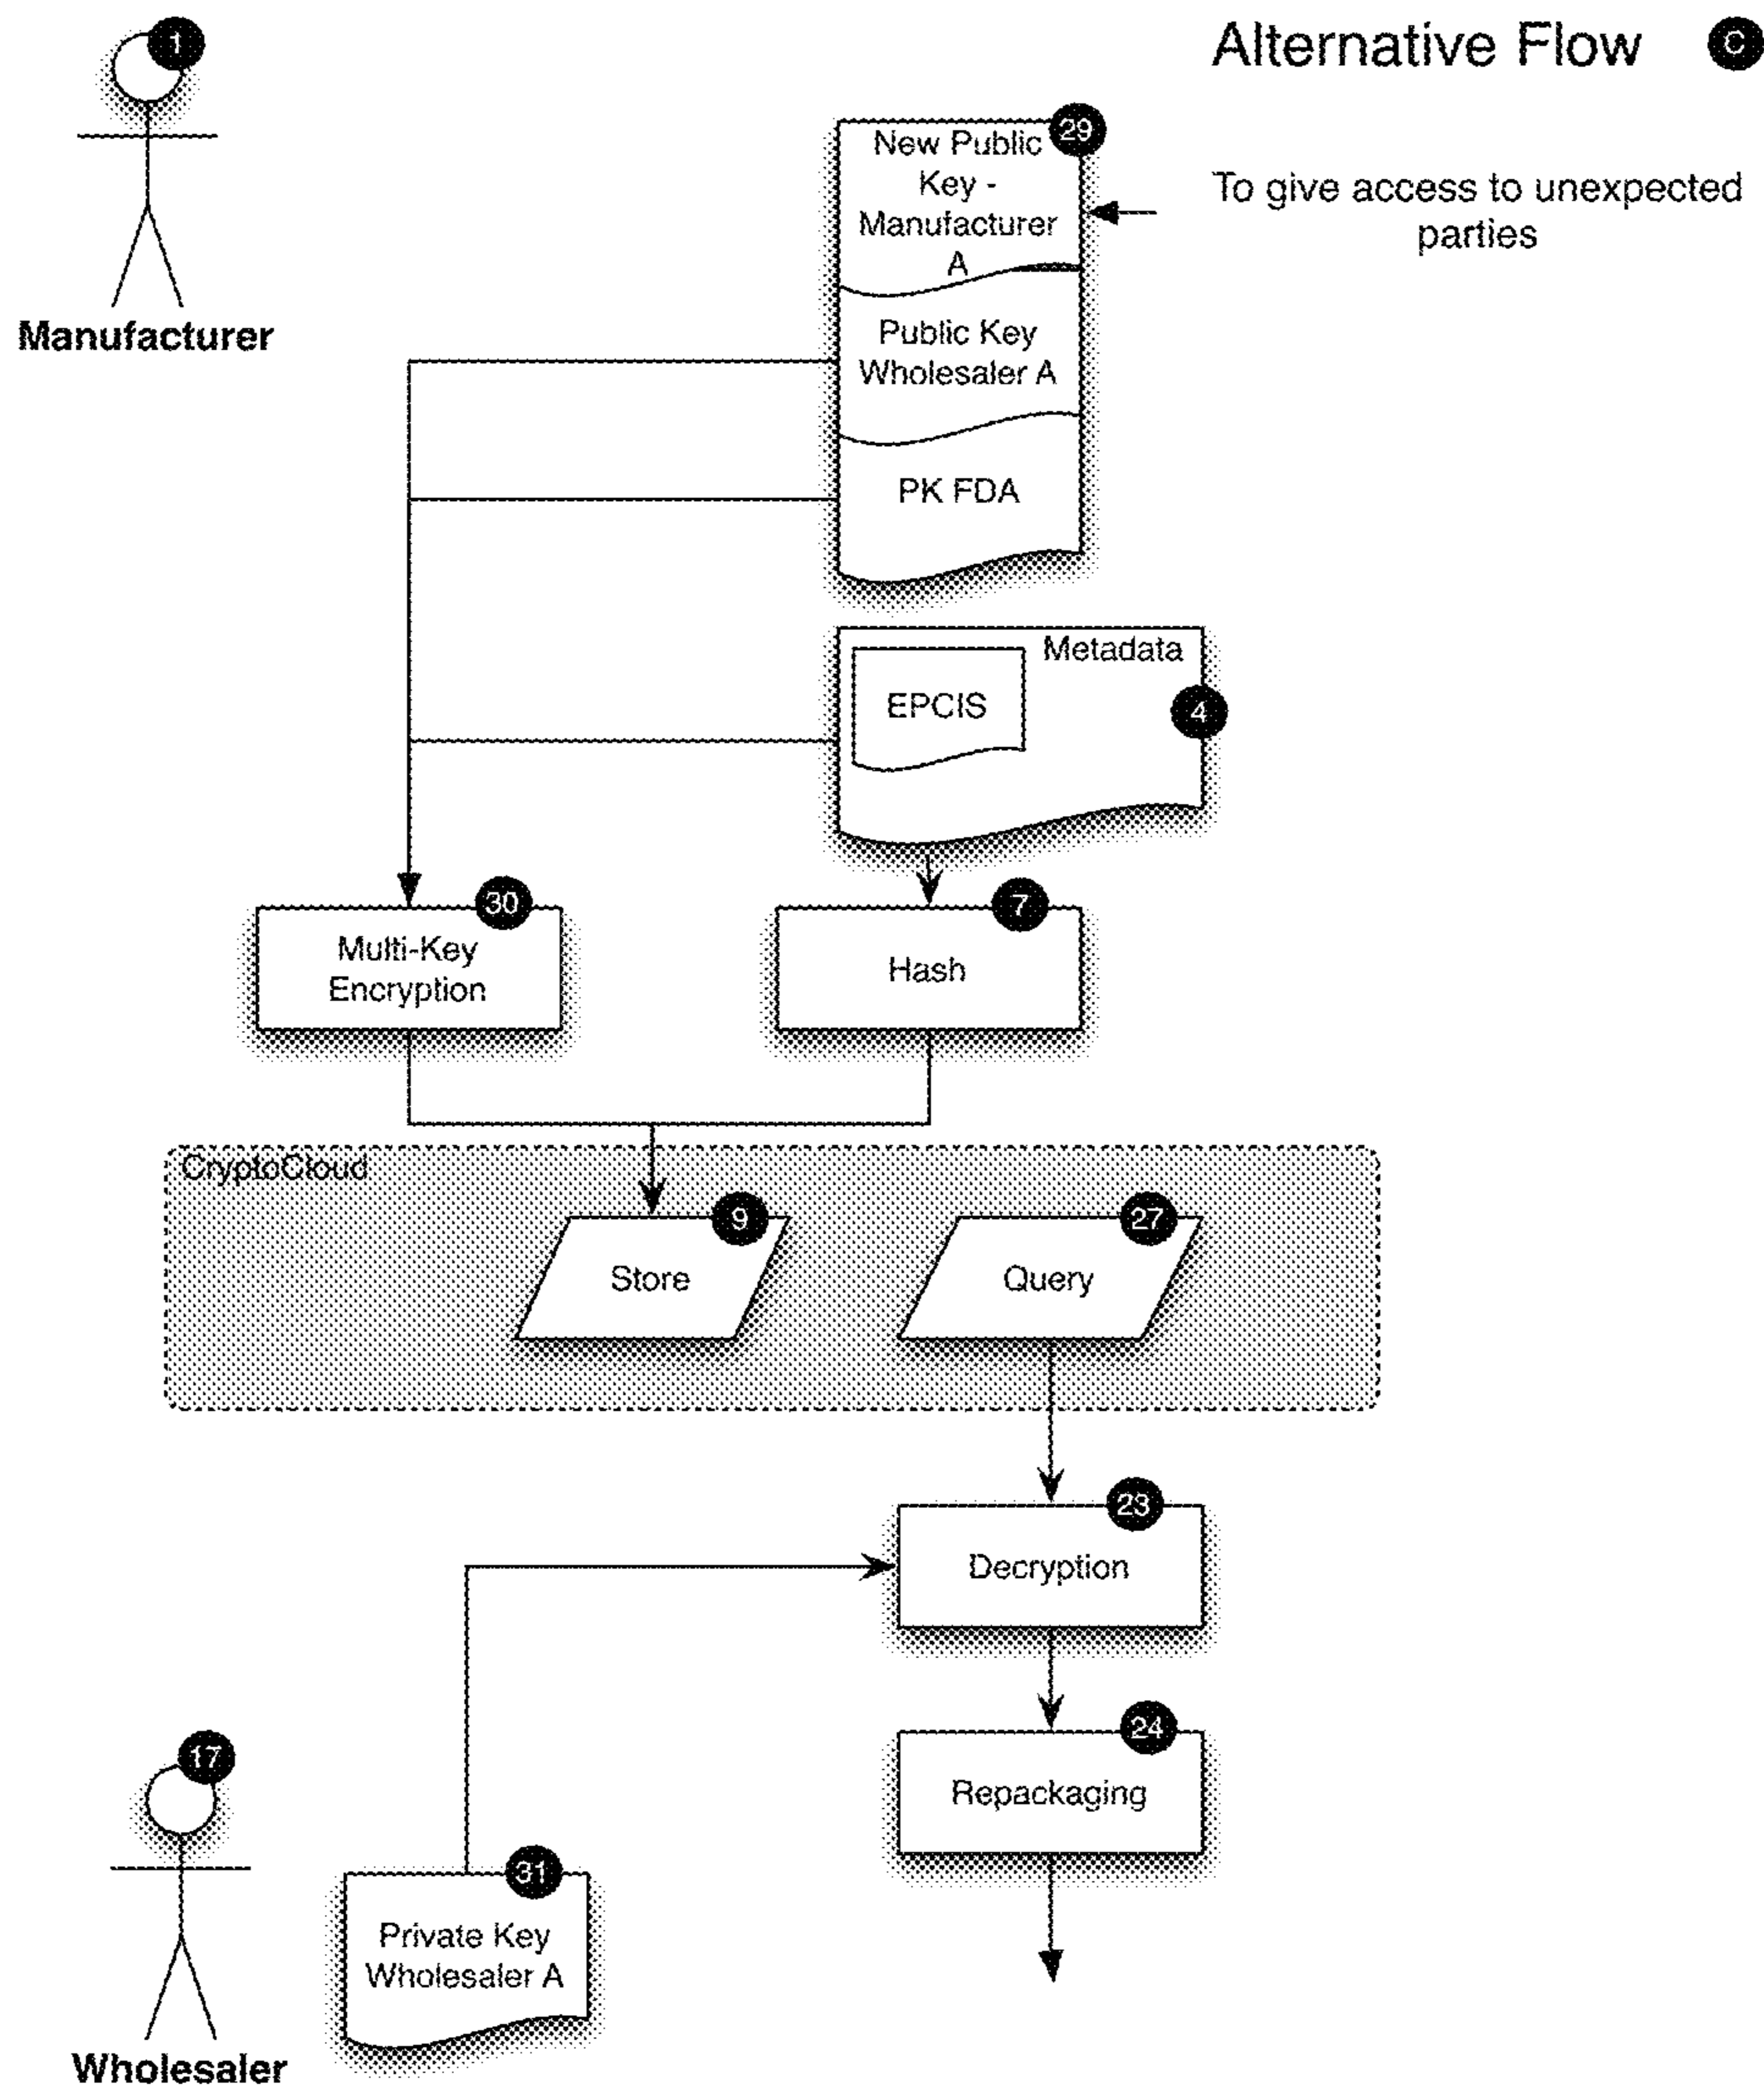 1
Alternative Flow C
29
New Public
Key -
Manufacturer
A
To give access to unexpected
parties
Manufacturer
Public Key
Wholesaler A
PK FDA
Metadata
EPCIS
4
30
Multi-Key
Encryption
7
Hash
CryptoCloud
9
Store
27
Query
23
Decryption
24
Repackaging
17
Wholesaler
31
Private Key
Wholesaler A